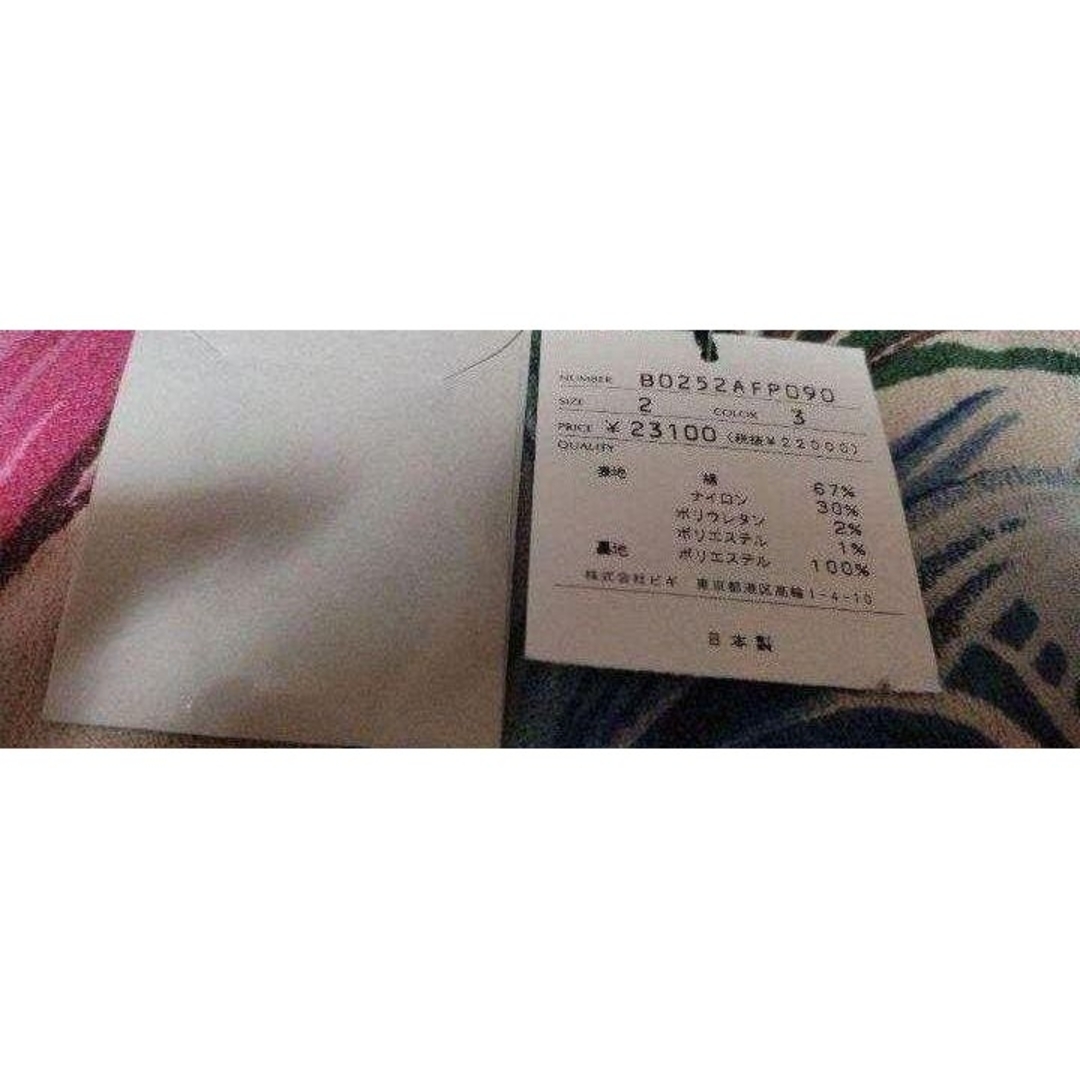 NUMBER B0252AFP090
SIZE 2 COLOR 3
PRICE ¥23100 (税抜¥22000)
QUALITY
表地 綿 67%
ナイロン 30%
ポリウレタン 2%
ポリエステル 1%
裏地 ポリエステル 100%
株式会社ビギ 東京都港区高輪1-4-10
日本製